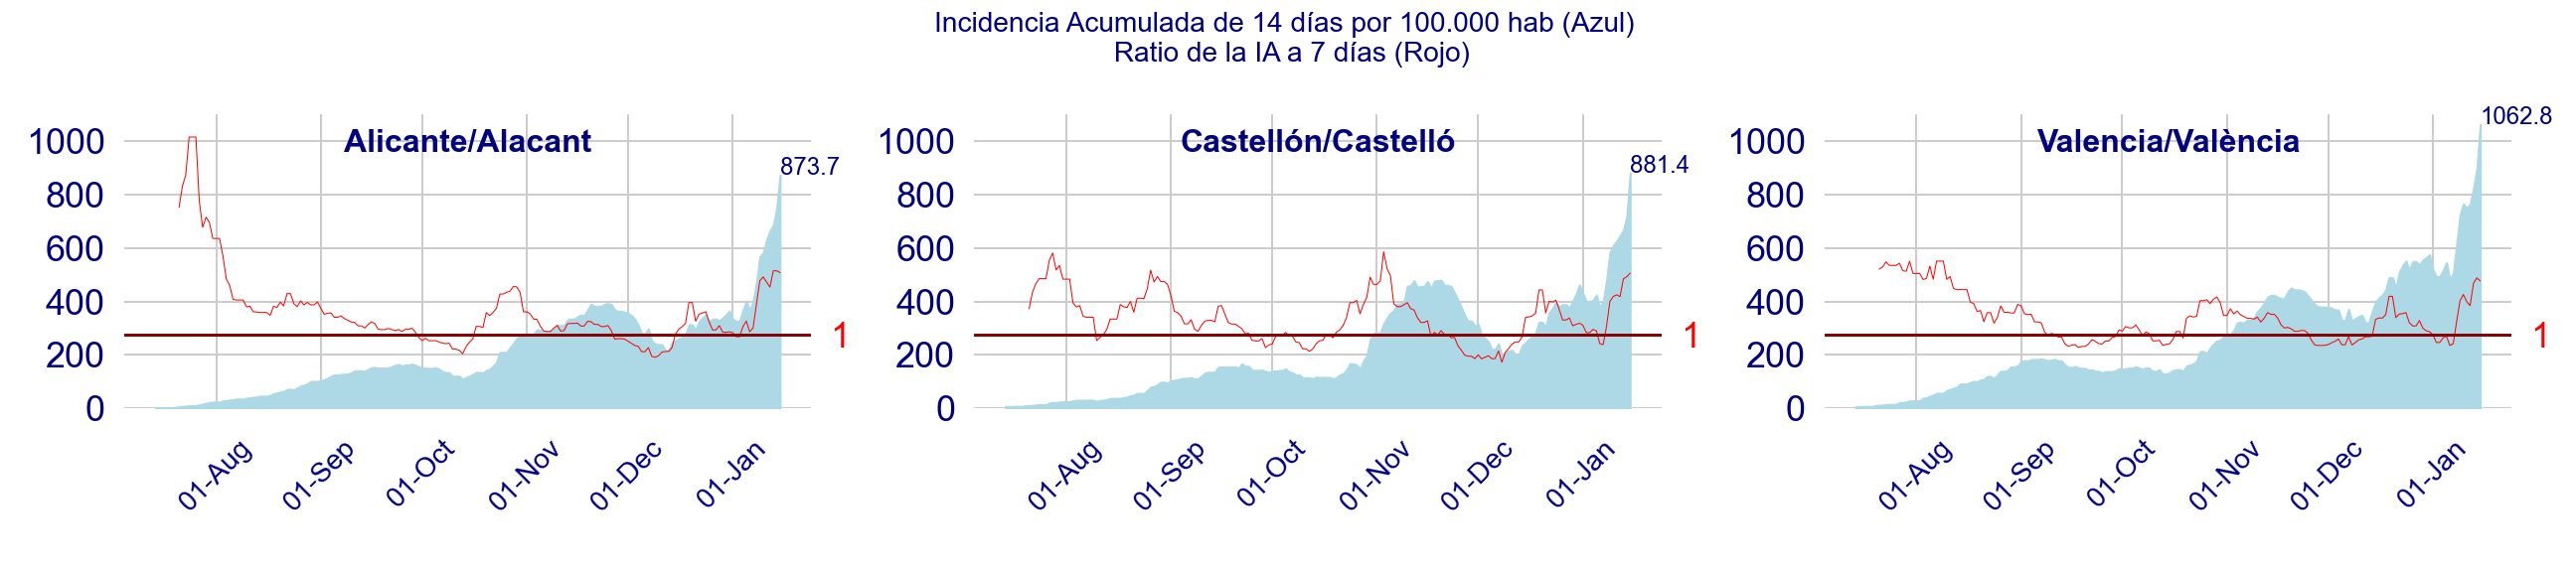 Incidencia Acumulada de 14 días por 100.000 hab (Azul)
Ratio de la IA a 7 días (Rojo)
Alicante/Alacant
1000
800
600
400
200
0
873.7
1
01-Aug
01-Sep
01-Oct
01-Nov
01-Dec
01-Jan
Castellón/Castelló
1000
800
600
400
200
0
881.4
1
01-Aug
01-Sep
01-Oct
01-Nov
01-Dec
01-Jan
Valencia/València
1000
800
600
400
200
0
1062.8
1
01-Aug
01-Sep
01-Oct
01-Nov
01-Dec
01-Jan